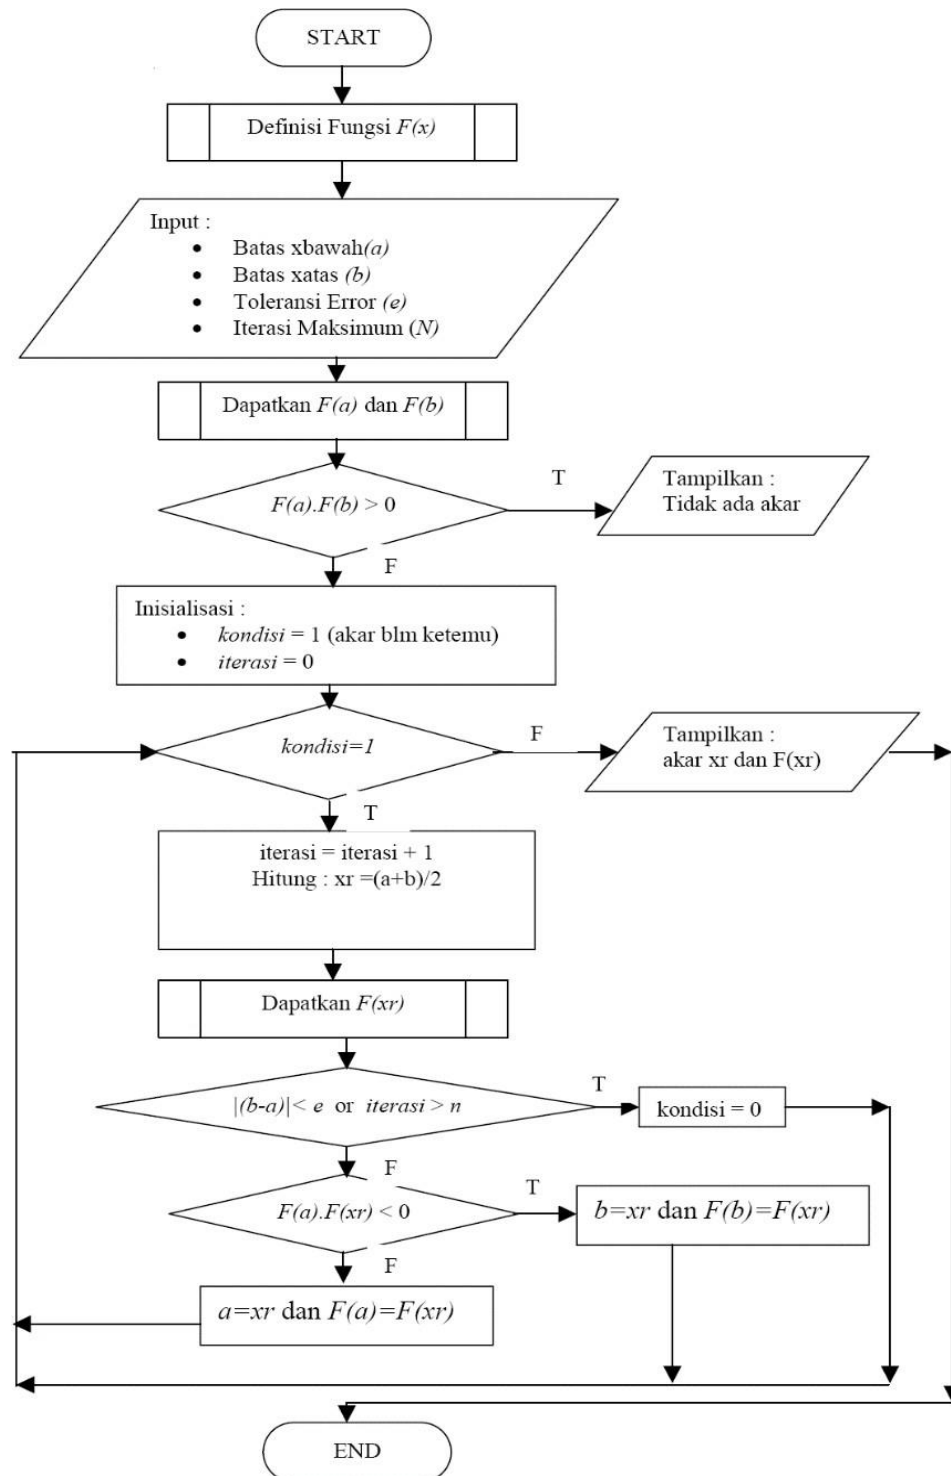 START
Definisi Fungsi F(x)
Input :
• Batas xbawah(a)
• Batas xatas (b)
• Toleransi Error (e)
• Iterasi Maksimum (N)
Dapatkan F(a) dan F(b)
F(a).F(b) > 0
T
Tampilkan :
Tidak ada akar
F
Inisialisasi :
• kondisi = 1 (akar blm ketemu)
• iterasi = 0
kondisi=1
F
Tampilkan :
akar xr dan F(xr)
T
iterasi = iterasi + 1
Hitung : xr =(a+b)/2
Dapatkan F(xr)
|(b-a)|< e or iterasi > n
T
kondisi = 0
F
F(a).F(xr) < 0
T
b=xr dan F(b)=F(xr)
F
a=xr dan F(a)=F(xr)
END